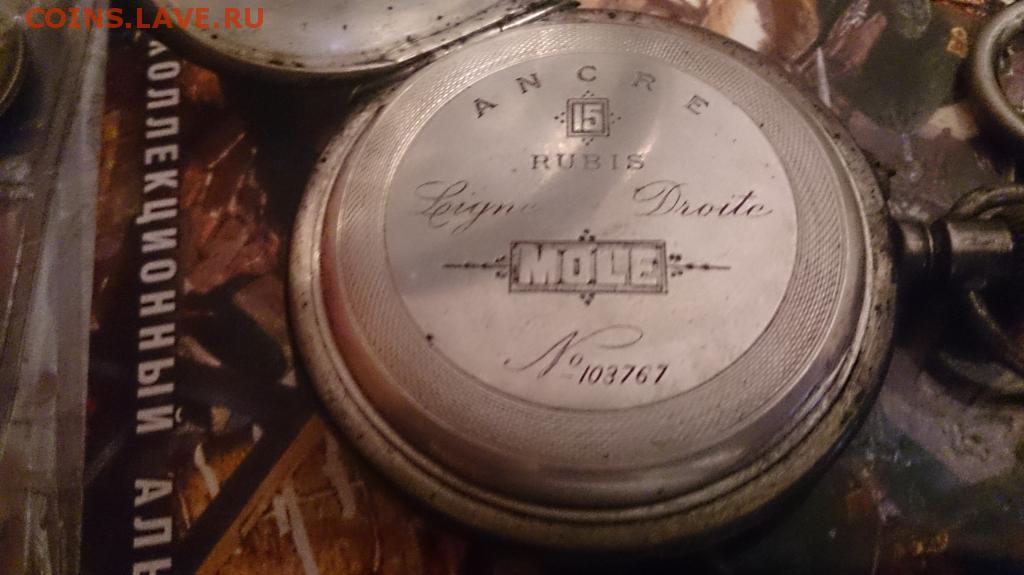 COINS.LAVE.RU
КОЛЛЕКЦИОННЫЙ АЛЬ
ANCRE
15
RUBIS
Ligne Droite
MOLE
No 103767